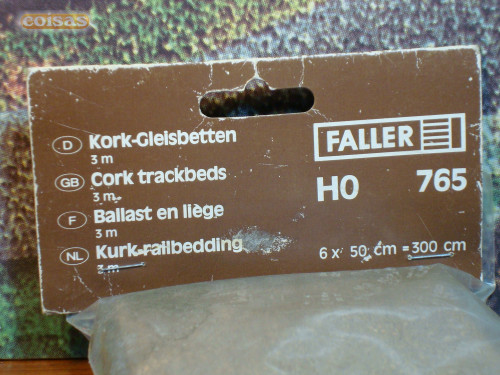 coisas
D Kork-Gleisbetten
3 m
GB Cork trackbeds
3 m
F Ballast en liège
3 m
NL Kurk-railbedding
3 m
FALLER
H0 765
6 x 50 cm = 300 cm